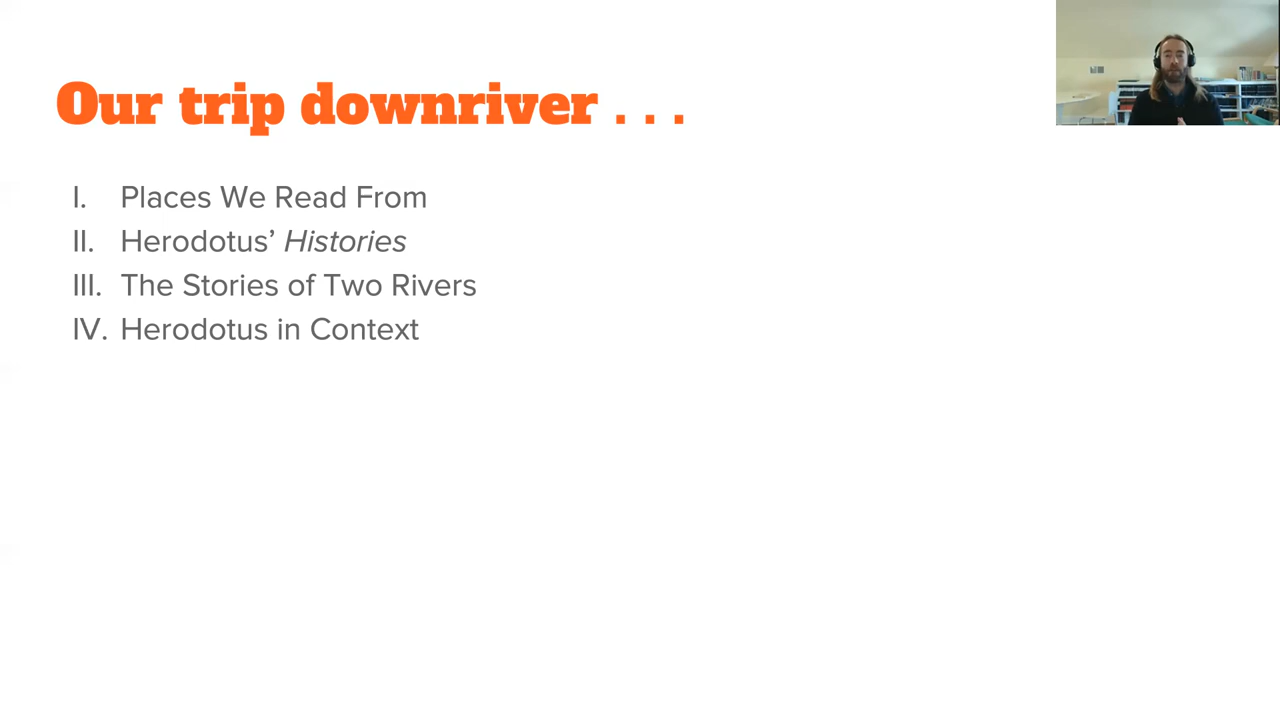 Our trip downriver . . .
I. Places We Read From
II. Herodotus’ Histories
III. The Stories of Two Rivers
IV. Herodotus in Context